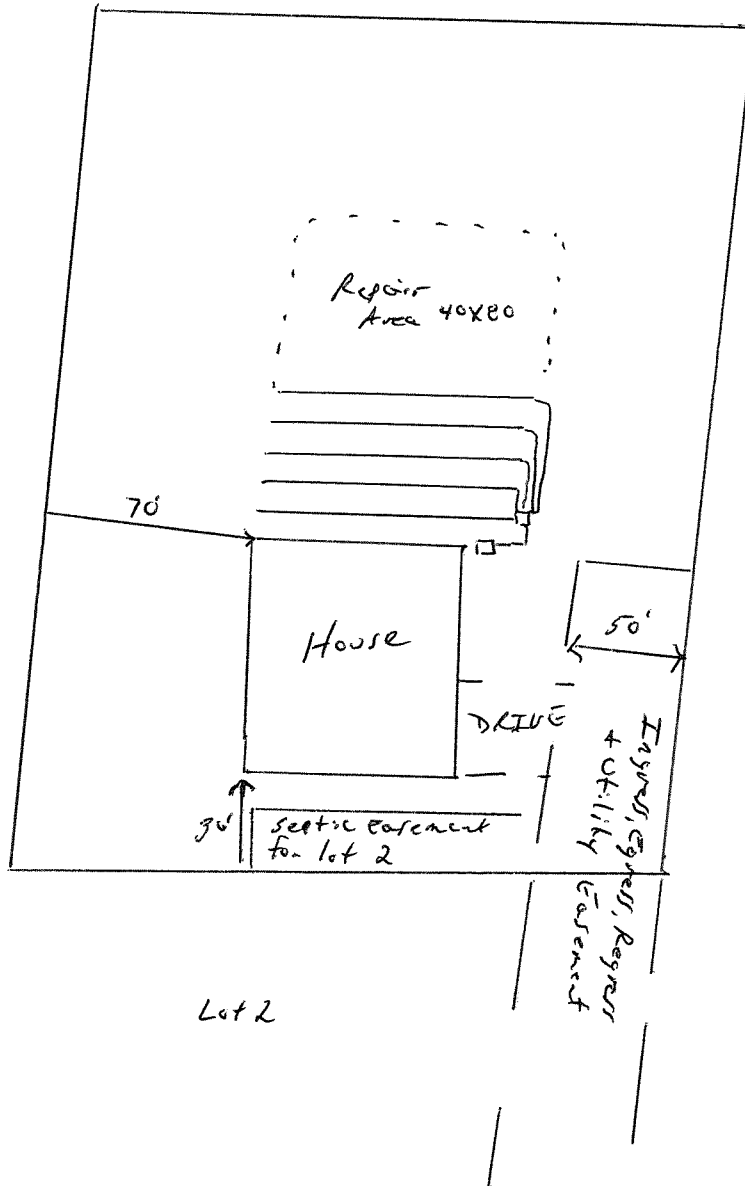 Repair
Area 40X80
70'
House
50'
DRIVE
30'
septic easement
for lot 2
Ingress, Egress, Regress
+ Utility Easement
Lot 2